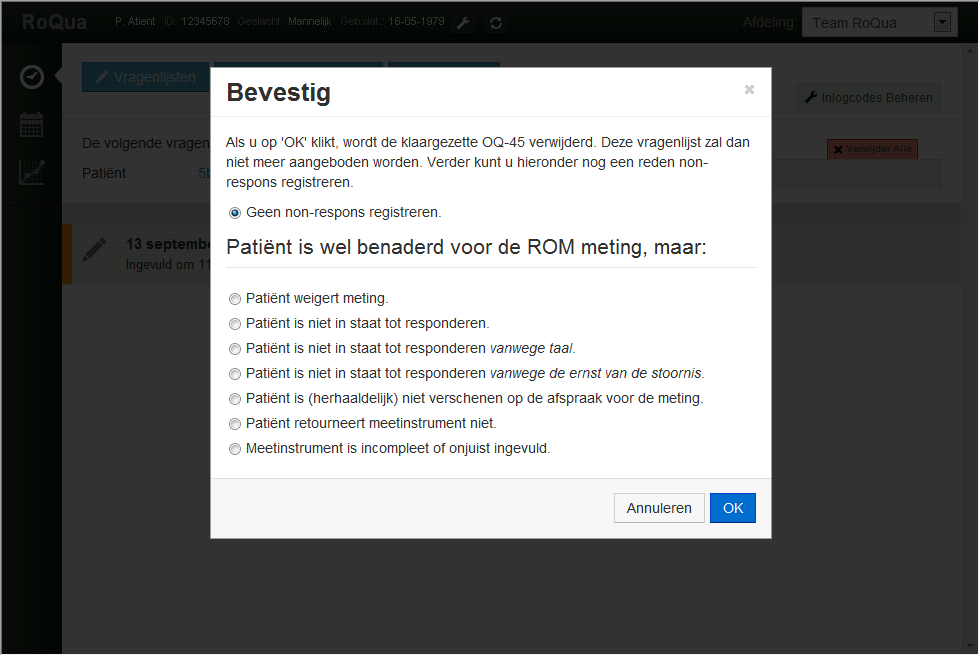 RoQua P. Atient ID: 12345678 Geslacht: Mannelijk Geb.dat.: 16-05-1979 Afdeling: Team RoQua
Vragenlijsten
Inlogcodes Beheren
De volgende vragen
Verwijder Alle
Patiënt 5b
13 septembe
Ingevuld om 11
Bevestig
Als u op 'OK' klikt, wordt de klaargezette OQ-45 verwijderd. Deze vragenlijst zal dan
niet meer aangeboden worden. Verder kunt u hieronder nog een reden non-
respons registreren.
Geen non-respons registreren.
Patiënt is wel benaderd voor de ROM meting, maar:
Patiënt weigert meting.
Patiënt is niet in staat tot responderen.
Patiënt is niet in staat tot responderen vanwege taal.
Patiënt is niet in staat tot responderen vanwege de ernst van de stoornis.
Patiënt is (herhaaldelijk) niet verschenen op de afspraak voor de meting.
Patiënt retourneert meetinstrument niet.
Meetinstrument is incompleet of onjuist ingevuld.
Annuleren OK